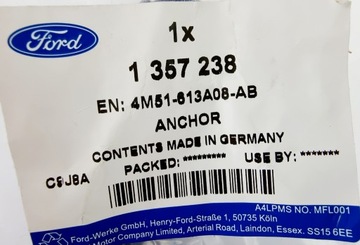 Ford
1x
1 357 238
EN: 4M51-613A08-AB
ANCHOR
CONTENTS MADE IN GERMANY
PACKED: ********* USE BY: *******
C9J8A
A4LPMS NO. MFL001
Ford-Werke GmbH, Henry-Ford-Straße 1, 50735 Köln
Motor Company Limited, Arterial Road, Laindon, Essex SS15 6EE